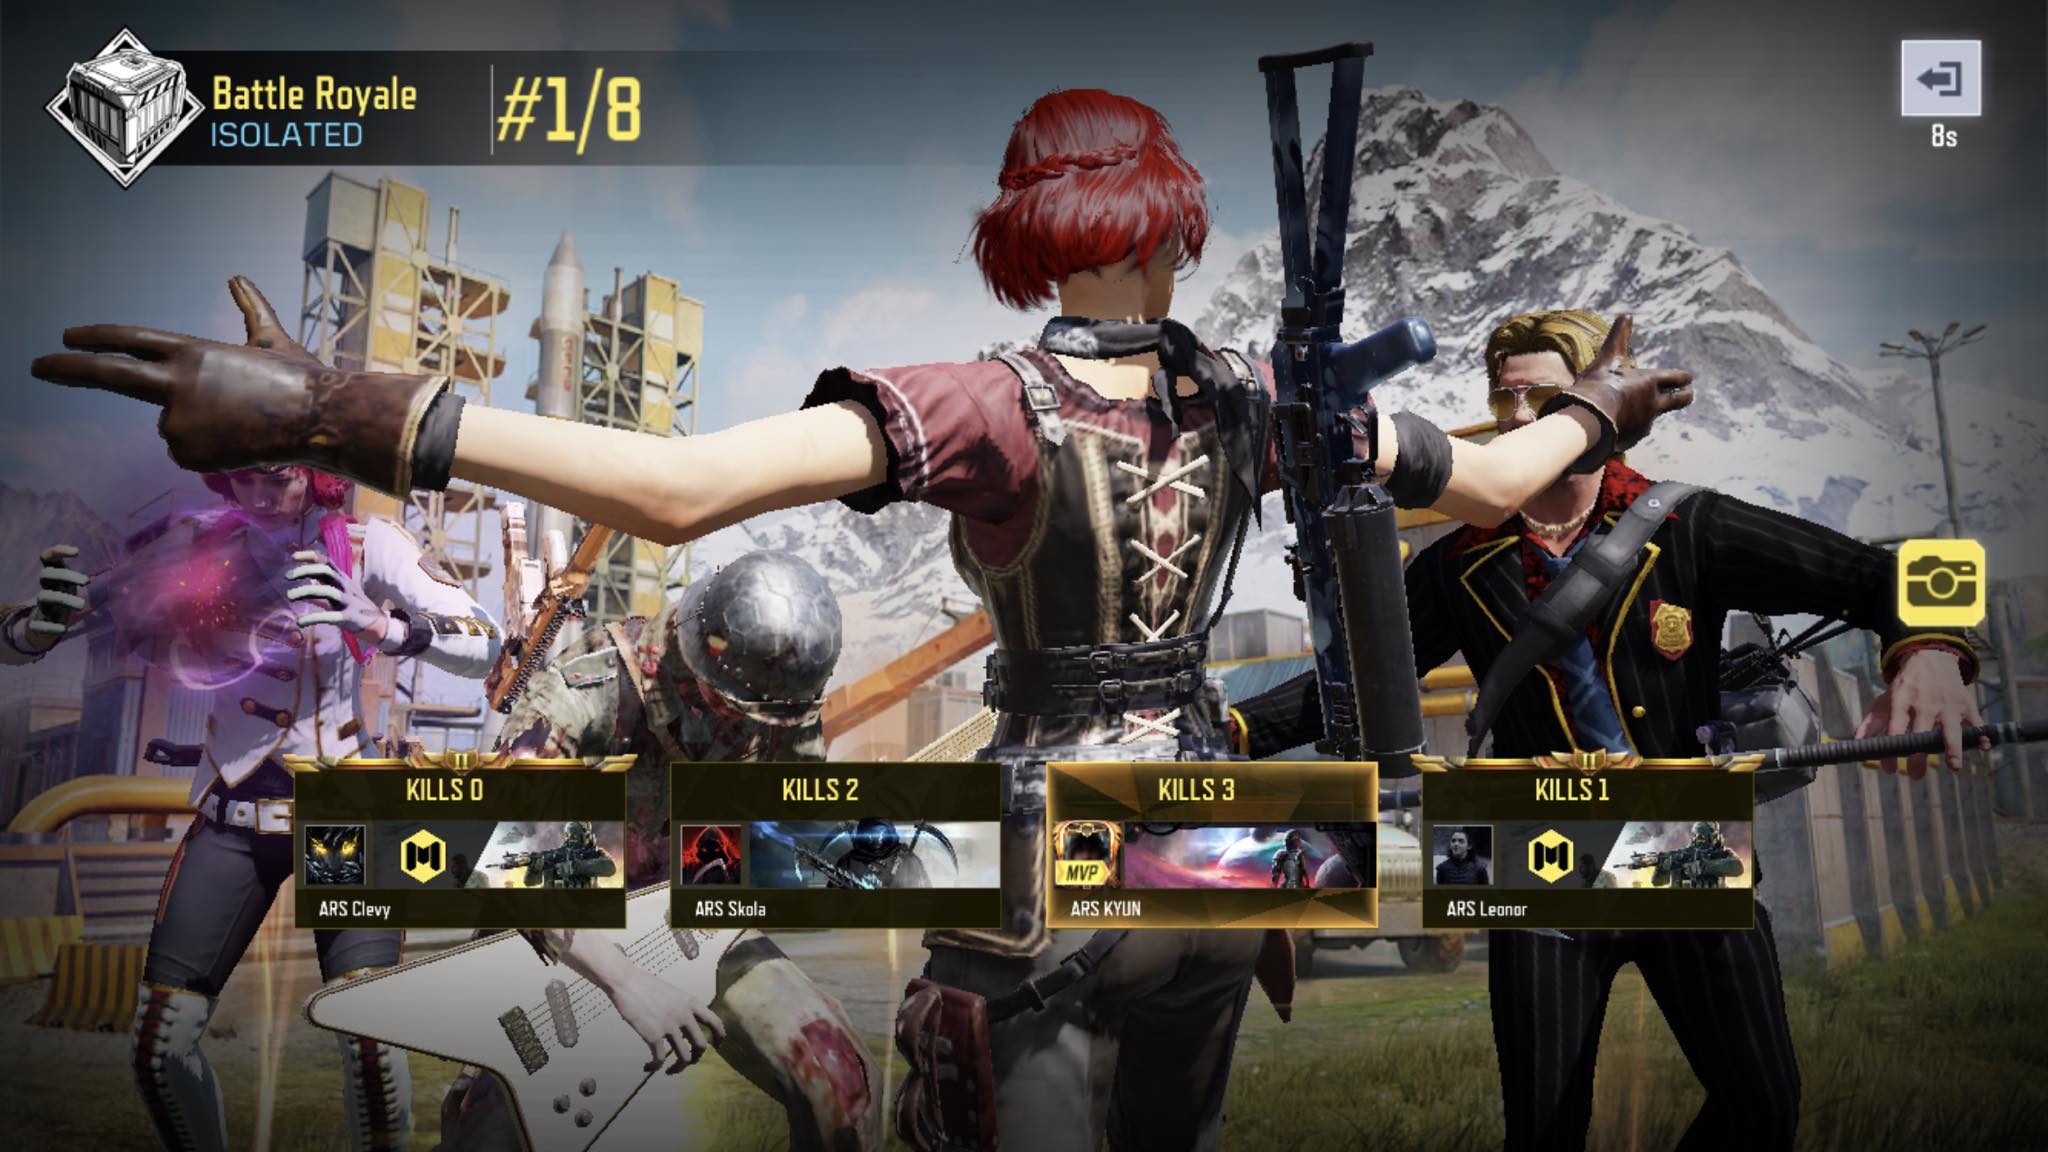 Battle Royale
ISOLATED
#1/8
8s
KILLS 0
ARS Clevy
KILLS 2
ARS Skola
KILLS 3
MVP
ARS KYUN
KILLS 1
ARS Leonor